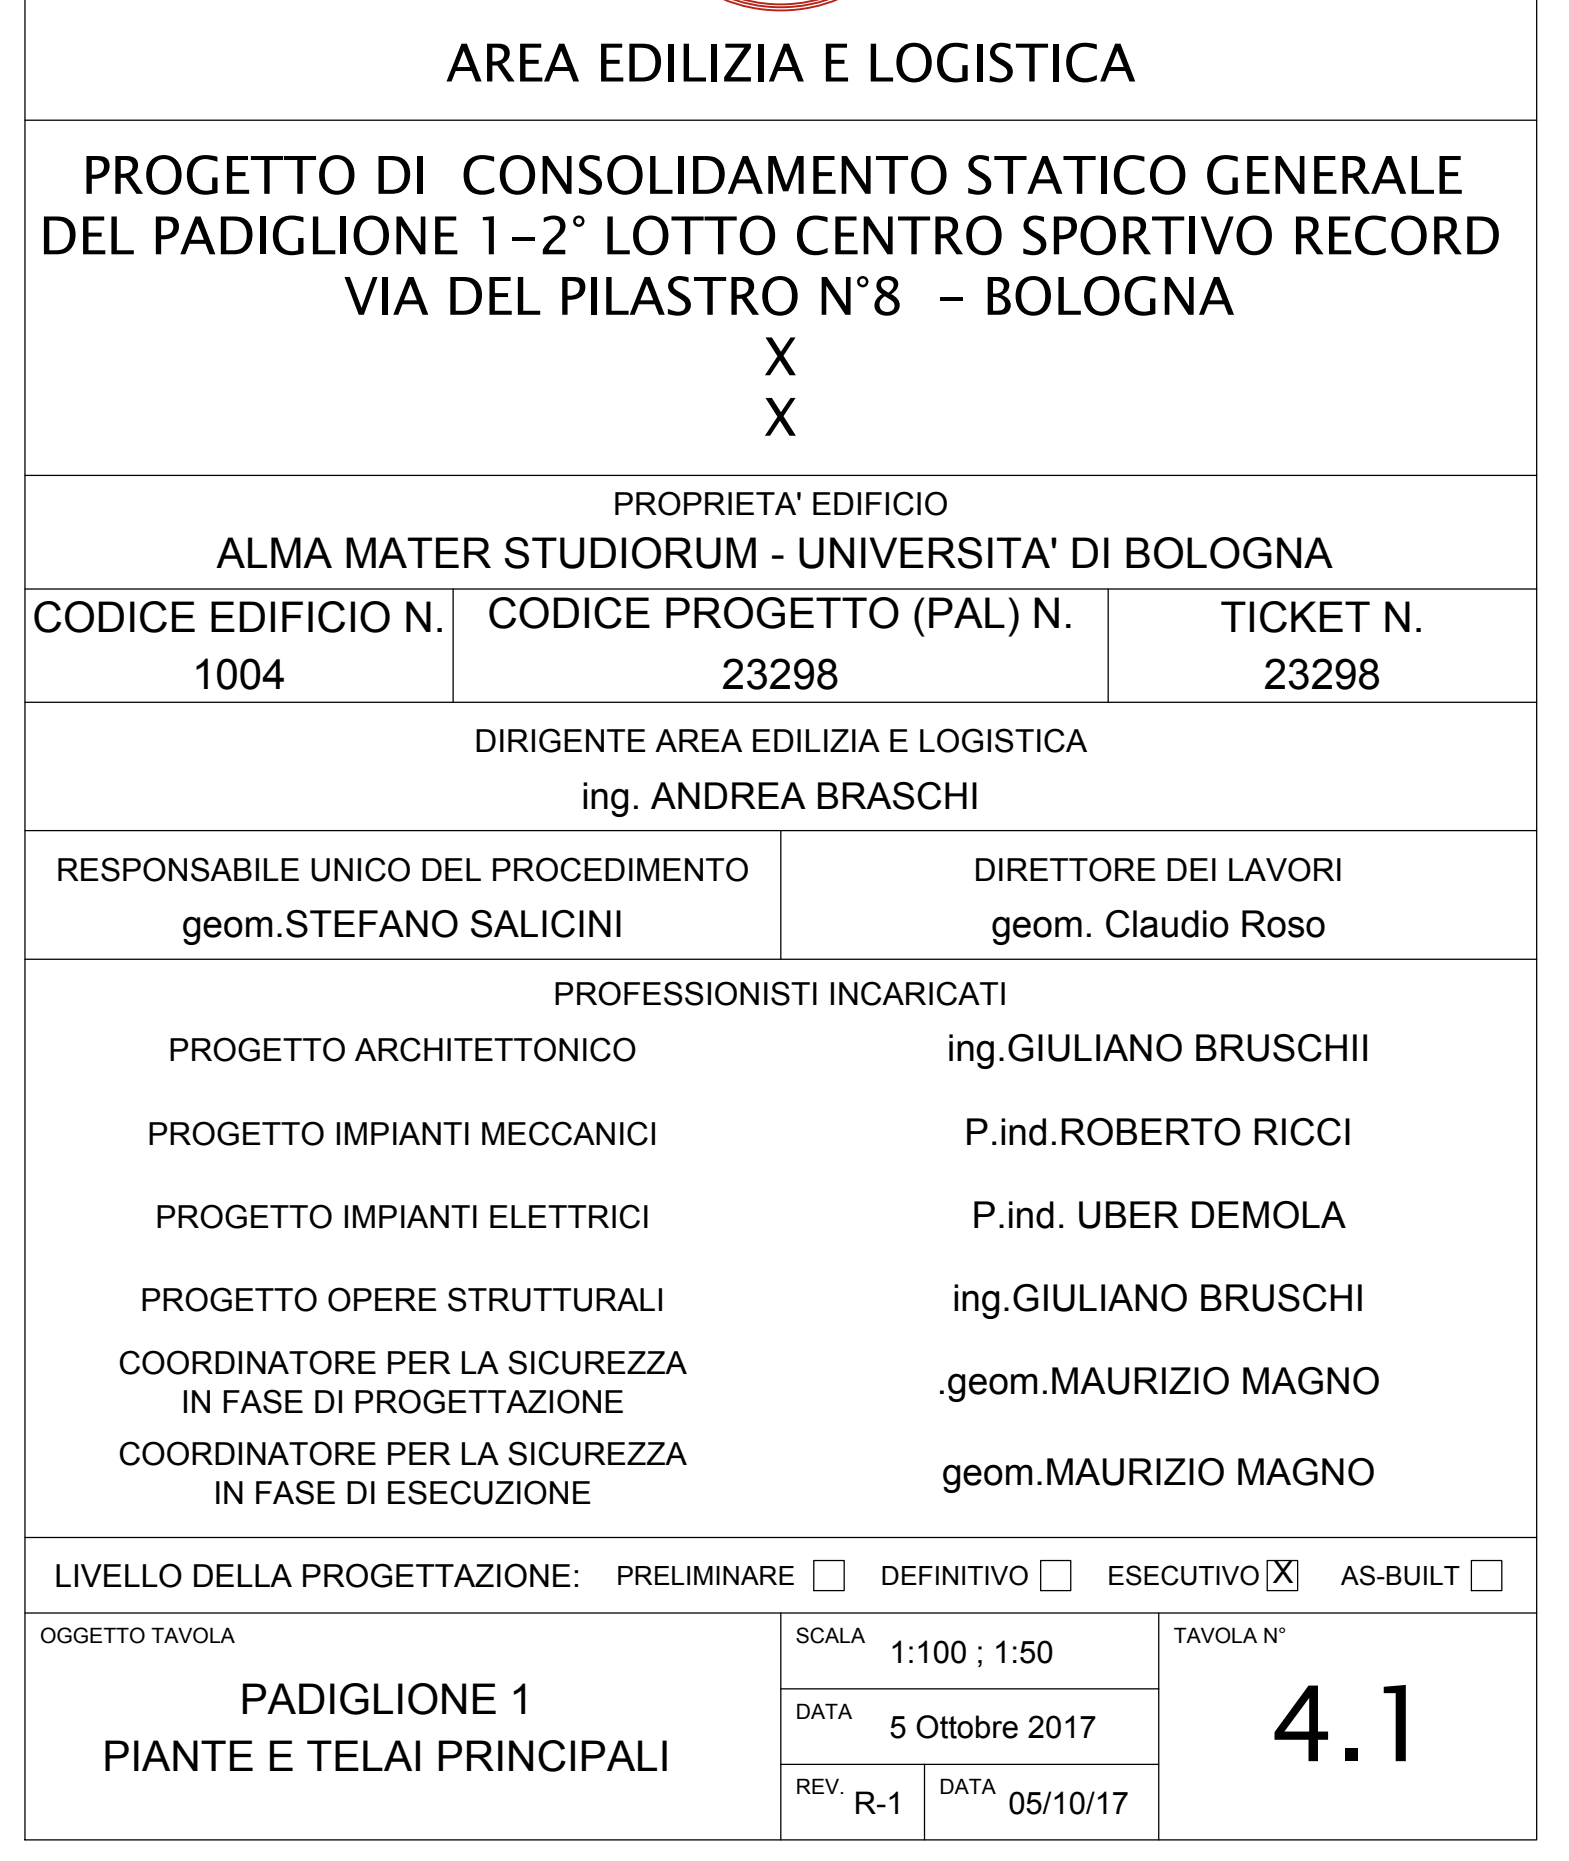 AREA EDILIZIA E LOGISTICA
PROGETTO DI CONSOLIDAMENTO STATICO GENERALE
DEL PADIGLIONE 1-2° LOTTO CENTRO SPORTIVO RECORD
VIA DEL PILASTRO N°8 - BOLOGNA
X
X
PROPRIETA' EDIFICIO
ALMA MATER STUDIORUM - UNIVERSITA' DI BOLOGNA
CODICE EDIFICIO N.
1004
CODICE PROGETTO (PAL) N.
23298
TICKET N.
23298
DIRIGENTE AREA EDILIZIA E LOGISTICA
ing. ANDREA BRASCHI
RESPONSABILE UNICO DEL PROCEDIMENTO
geom.STEFANO SALICINI
DIRETTORE DEI LAVORI
geom. Claudio Roso
PROFESSIONISTI INCARICATI
PROGETTO ARCHITETTONICO ing.GIULIANO BRUSCHII
PROGETTO IMPIANTI MECCANICI P.ind.ROBERTO RICCI
PROGETTO IMPIANTI ELETTRICI P.ind. UBER DEMOLA
PROGETTO OPERE STRUTTURALI ing.GIULIANO BRUSCHI
COORDINATORE PER LA SICUREZZA
IN FASE DI PROGETTAZIONE
.geom.MAURIZIO MAGNO
COORDINATORE PER LA SICUREZZA
IN FASE DI ESECUZIONE
geom.MAURIZIO MAGNO
LIVELLO DELLA PROGETTAZIONE: PRELIMINARE DEFINITIVO ESECUTIVO X AS-BUILT
OGGETTO TAVOLA
PADIGLIONE 1
PIANTE E TELAI PRINCIPALI
SCALA 1:100 ; 1:50
DATA 5 Ottobre 2017
REV. R-1 DATA 05/10/17
TAVOLA N°
4.1